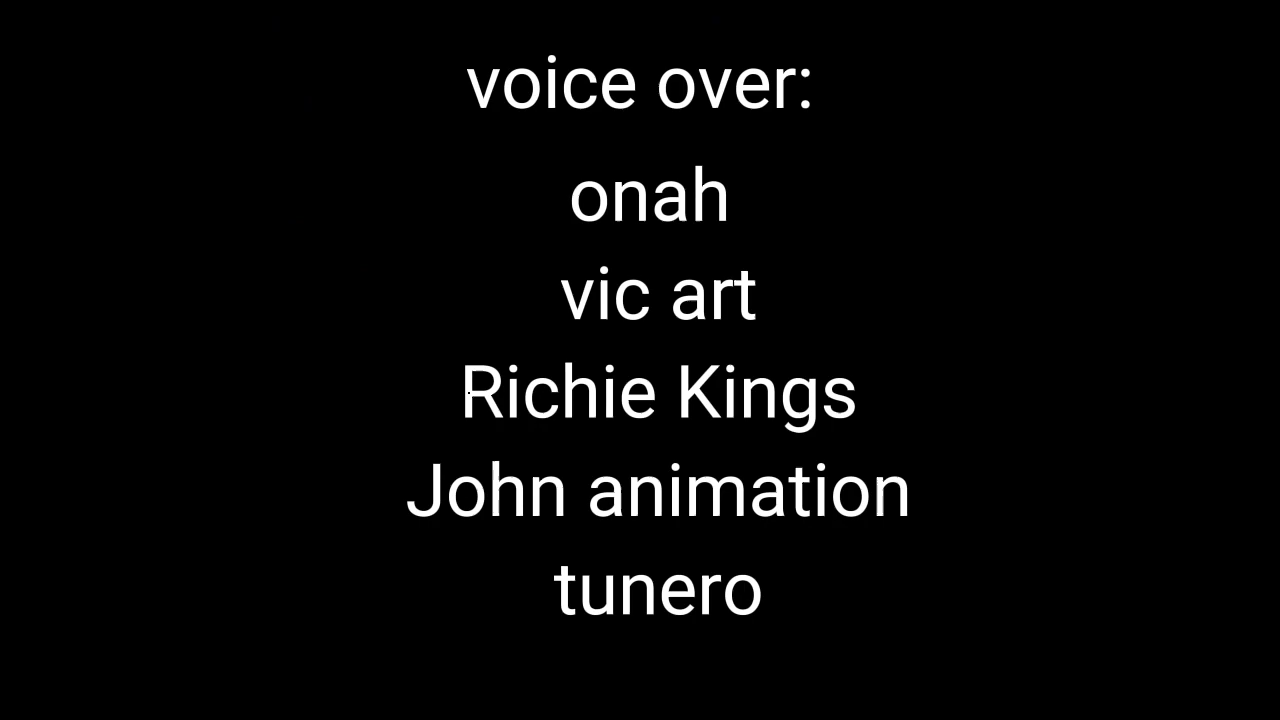 voice over:
onah
vic art
Richie Kings
John animation
tunero